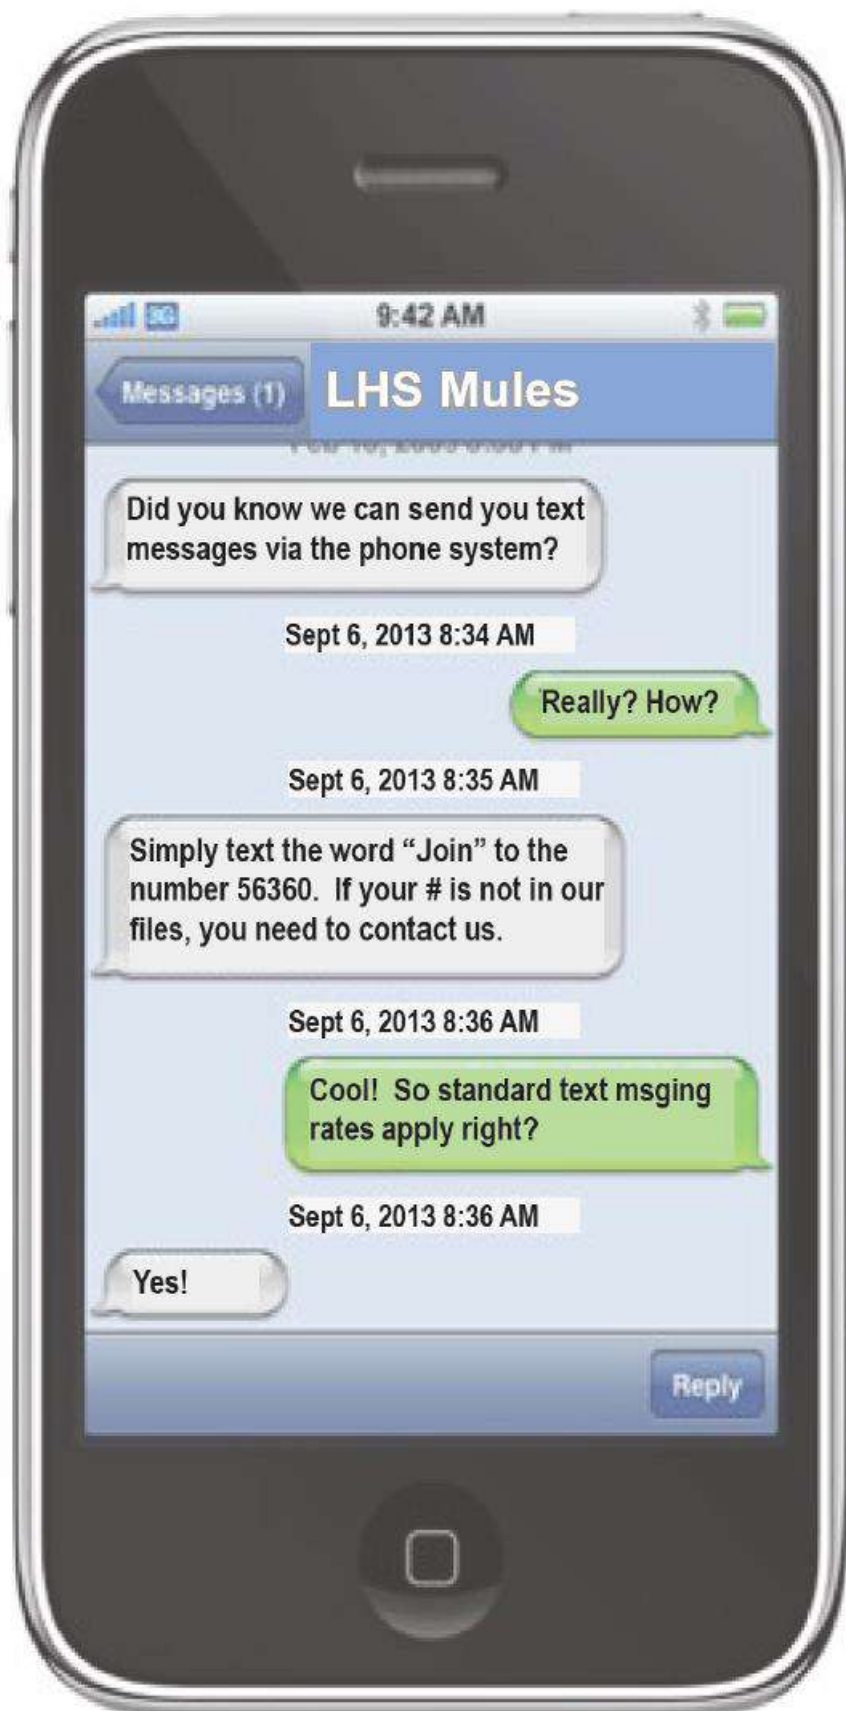 3G
9:42 AM
Messages (1)
LHS Mules
Did you know we can send you text
messages via the phone system?
Sept 6, 2013 8:34 AM
Really? How?
Sept 6, 2013 8:35 AM
Simply text the word “Join” to the
number 56360.  If your # is not in our
files, you need to contact us.
Sept 6, 2013 8:36 AM
Cool!  So standard text msging
rates apply right?
Sept 6, 2013 8:36 AM
Yes!
Reply